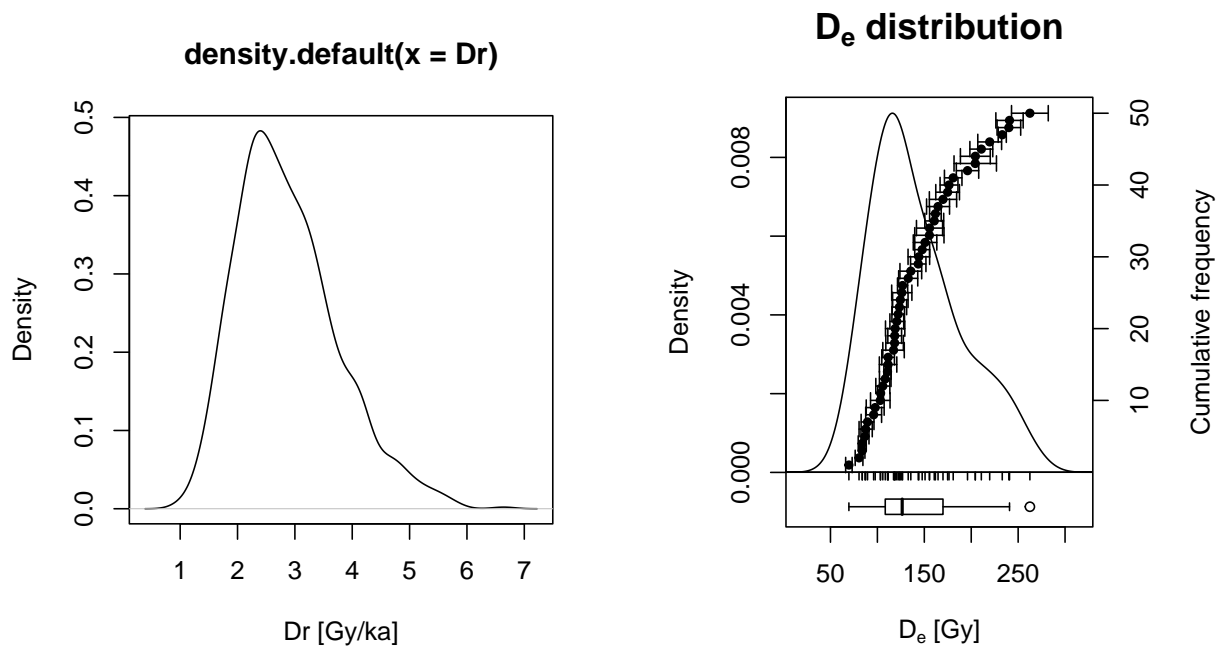 density.default(x = Dr)
Density
0.0 0.1 0.2 0.3 0.4 0.5
1 2 3 4 5 6 7
Dr [Gy/ka]
De distribution
Density
0.000 0.004 0.008
50 150 250
De [Gy]
10 20 30 40 50
Cumulative frequency